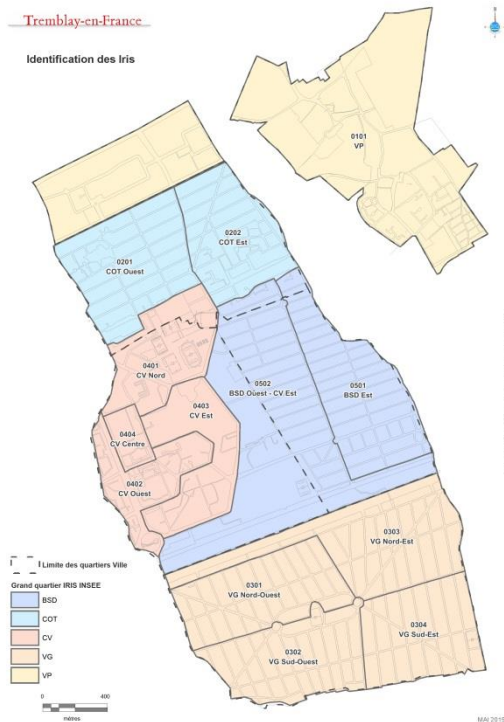 Tremblay-en-France
Identification des Iris
0101
VP
0202
COT Est
0201
COT Ouest
0401
CV Nord
0502
BSD Ouest - CV Est
0501
BSD Est
0403
CV Est
0404
CV Centre
0402
CV Ouest
0303
VG Nord-Est
0301
VG Nord-Ouest
0304
VG Sud-Est
0302
VG Sud-Ouest
Limite des quartiers Ville
Grand quartier IRIS INSEE
BSD
COT
CV
VG
VP
0 400
mètres